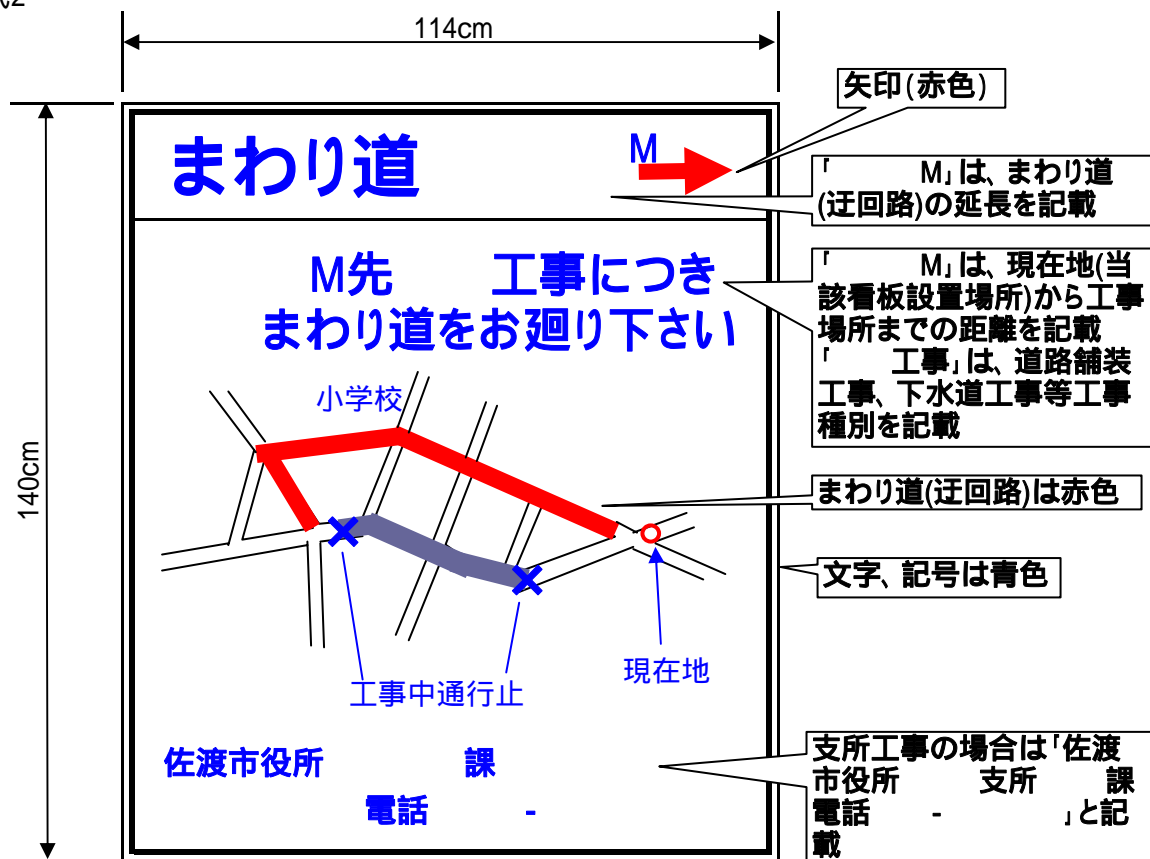 式2
114cm
140cm
まわり道　M
M先　　工事につき
まわり道をお廻り下さい
小学校
工事中通行止
現在地
佐渡市役所　　　　課
電話　　　-
矢印(赤色)
「　　　M」は、まわり道
(迂回路)の延長を記載
「　　　M」は、現在地(当
該看板設置場所)から工事
場所までの距離を記載
「　　工事」は、道路舗装
工事、下水道工事等工事
種別を記載
まわり道(迂回路)は赤色
文字、記号は青色
支所工事の場合は「佐渡
市役所　　支所　　課
電話　　-　　　　」と記
載